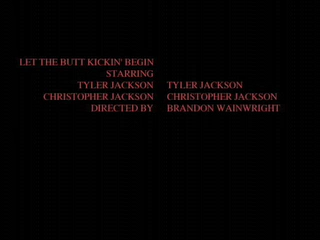 LET THE BUTT KICKIN' BEGIN
STARRING
TYLER JACKSON TYLER JACKSON
CHRISTOPHER JACKSON CHRISTOPHER JACKSON
DIRECTED BY BRANDON WAINWRIGHT